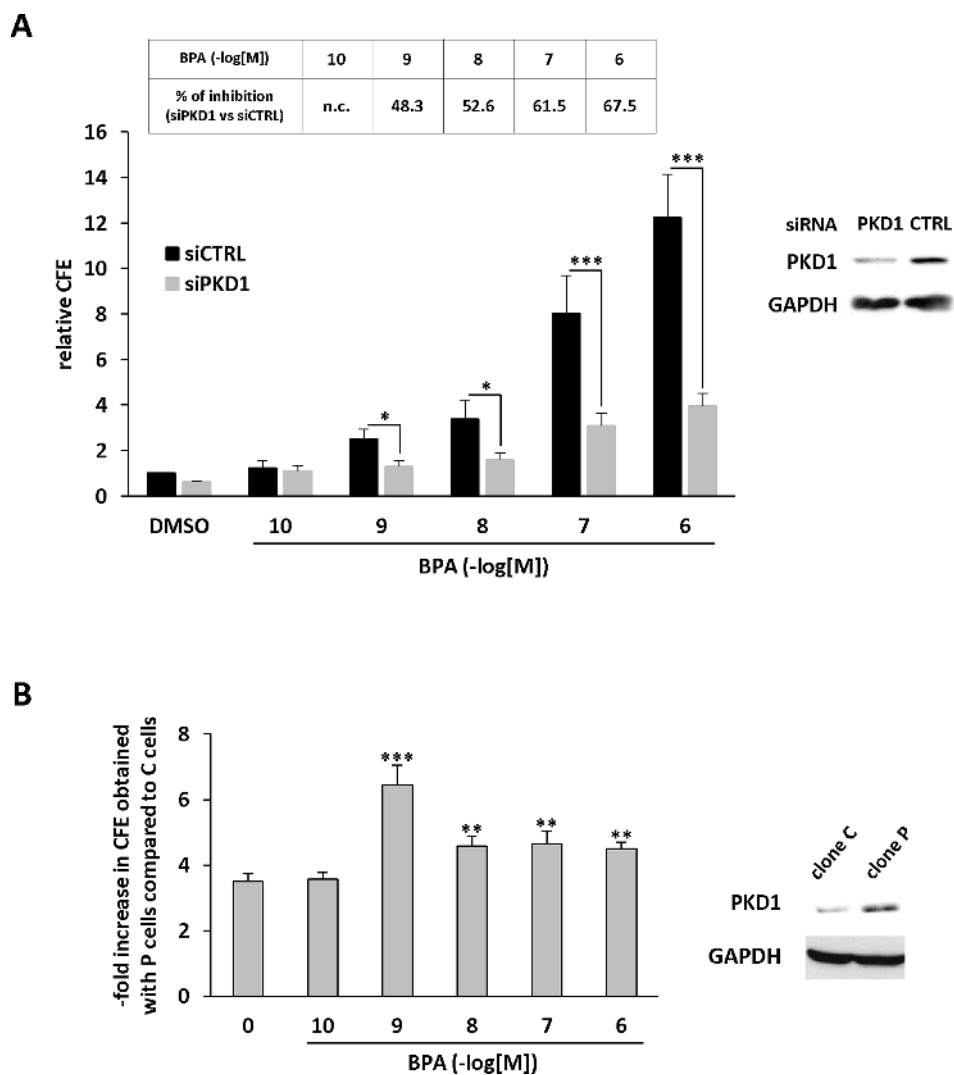 A
BPA (-log[M]) 10 9 8 7 6
% of inhibition
(siPKD1 vs siCTRL) n.c. 48.3 52.6 61.5 67.5
16
14
12
10
8
6
4
2
0
relative CFE
siCTRL
siPKD1
* * *** ***
DMSO 10 9 8 7 6
BPA (-log[M])
siRNA PKD1 CTRL
PKD1
GAPDH
B
-fold increase in CFE obtained
with P cells compared to C cells
8
6
4
2
0
*** ** ** **
0 10 9 8 7 6
BPA (-log[M])
clone C clone P
PKD1
GAPDH